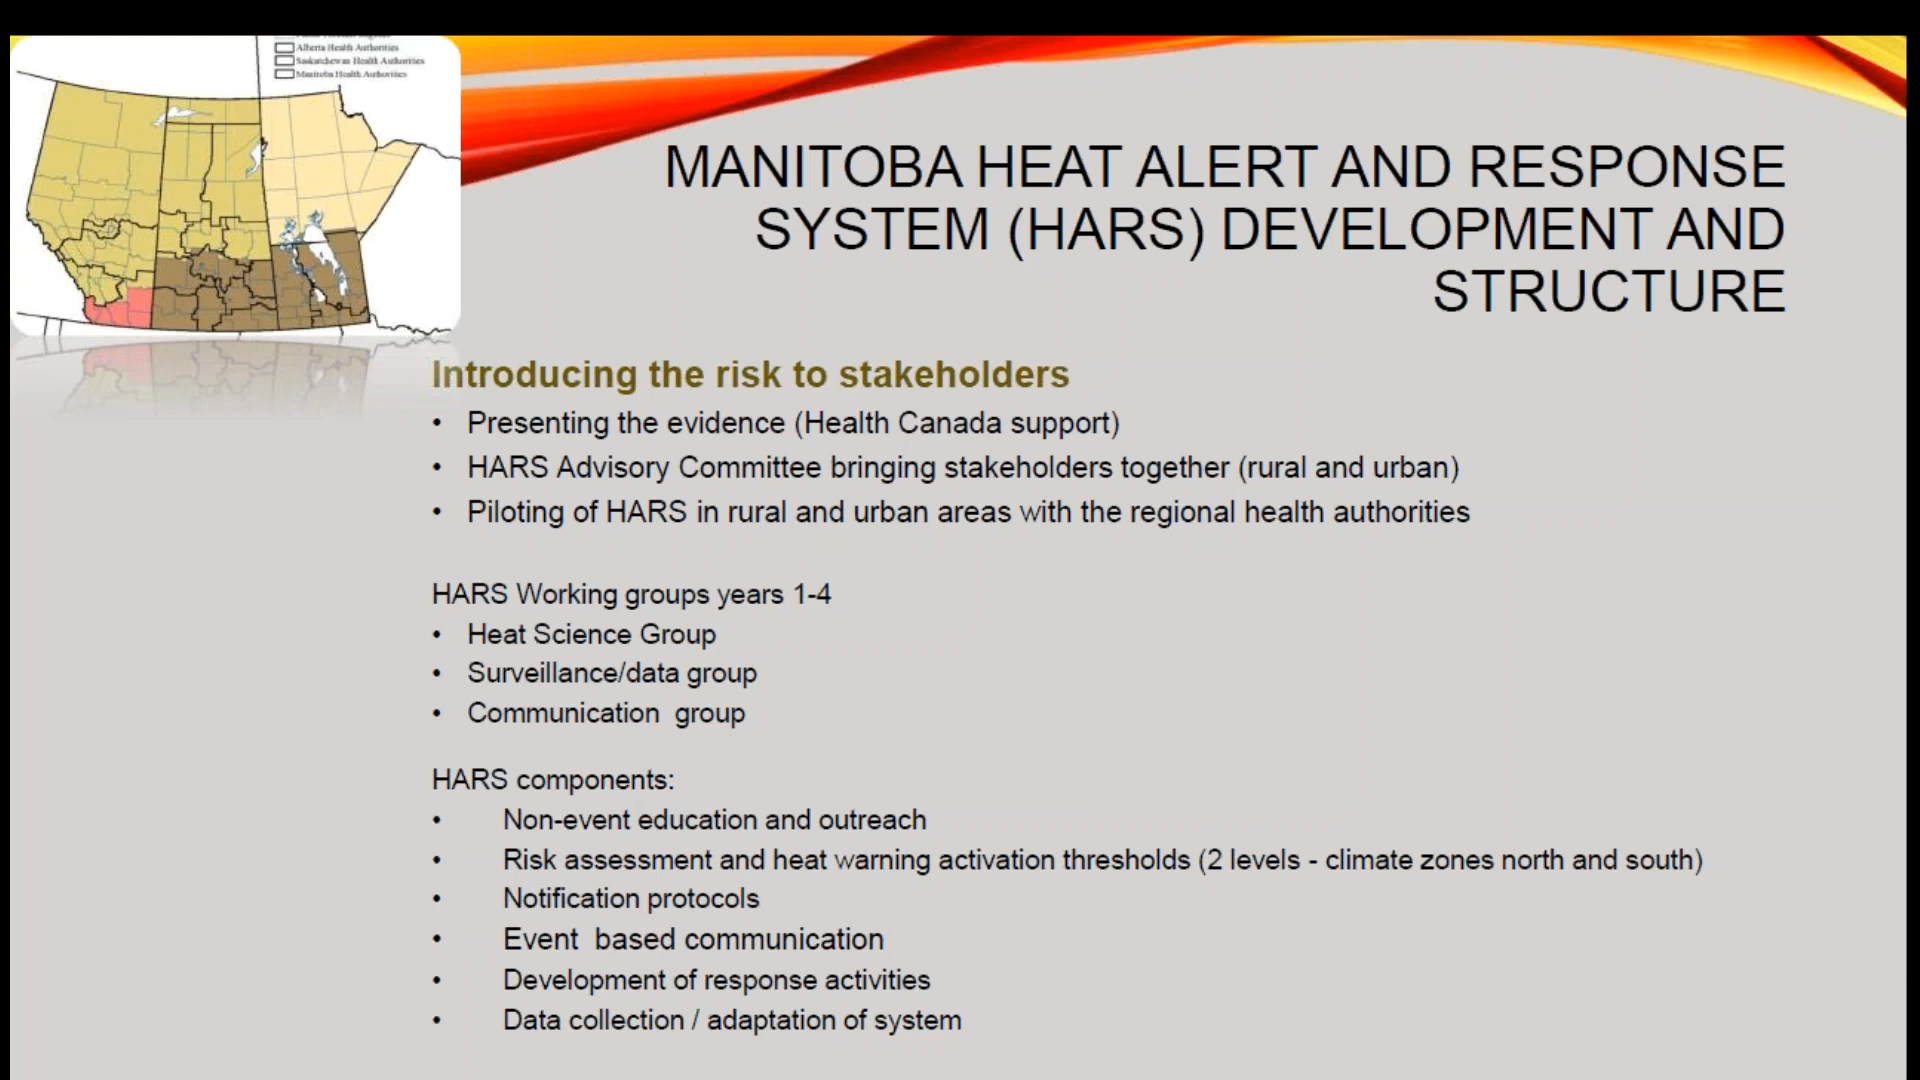 Alberta Health Authorities
Saskatchewan Health Authorities
Manitoba Health Authorities
MANITOBA HEAT ALERT AND RESPONSE
SYSTEM (HARS) DEVELOPMENT AND
STRUCTURE
Introducing the risk to stakeholders
• Presenting the evidence (Health Canada support)
• HARS Advisory Committee bringing stakeholders together (rural and urban)
• Piloting of HARS in rural and urban areas with the regional health authorities
HARS Working groups years 1-4
• Heat Science Group
• Surveillance/data group
• Communication  group
HARS components:
• Non-event education and outreach
• Risk assessment and heat warning activation thresholds (2 levels - climate zones north and south)
• Notification protocols
• Event  based communication
• Development of response activities
• Data collection / adaptation of system